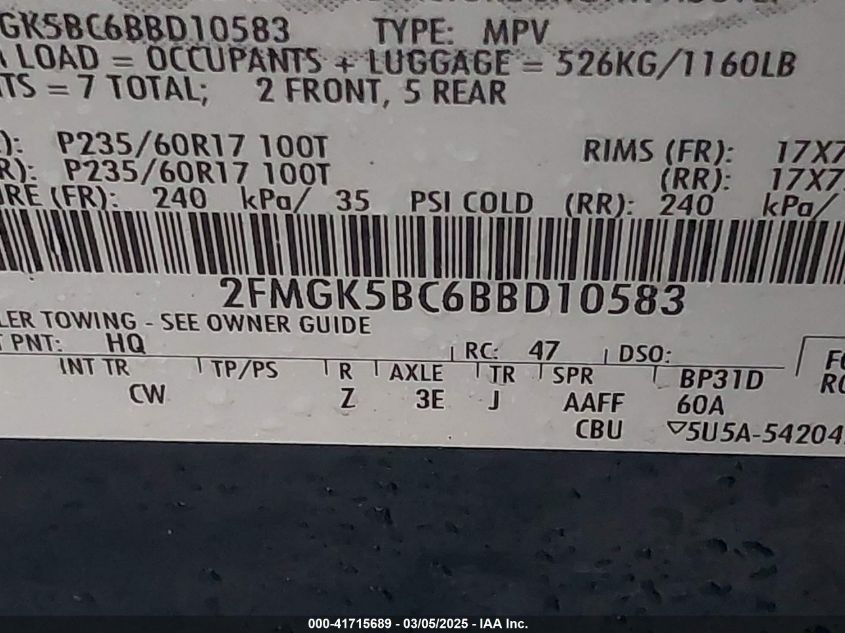 GK5BC6BBD10583 TYPE: MPV
LOAD = OCCUPANTS + LUGGAGE = 526KG/1160LB
TS = 7 TOTAL; 2 FRONT, 5 REAR
): P235/60R17 100T RIMS (FR): 17X7
R): P235/60R17 100T (RR): 17X7
URE (FR): 240 kPa/ 35 PSI COLD (RR): 240 kPa/
2FMGK5BC6BBD10583
LER TOWING - SEE OWNER GUIDE
T PNT: HQ RC: 47 DSO:
INT TR TP/PS R AXLE TR SPR BP31D
CW Z 3E J AAFF 60A
CBU ▽5U5A-54204
000-41715689 - 03/05/2025 - IAA Inc.